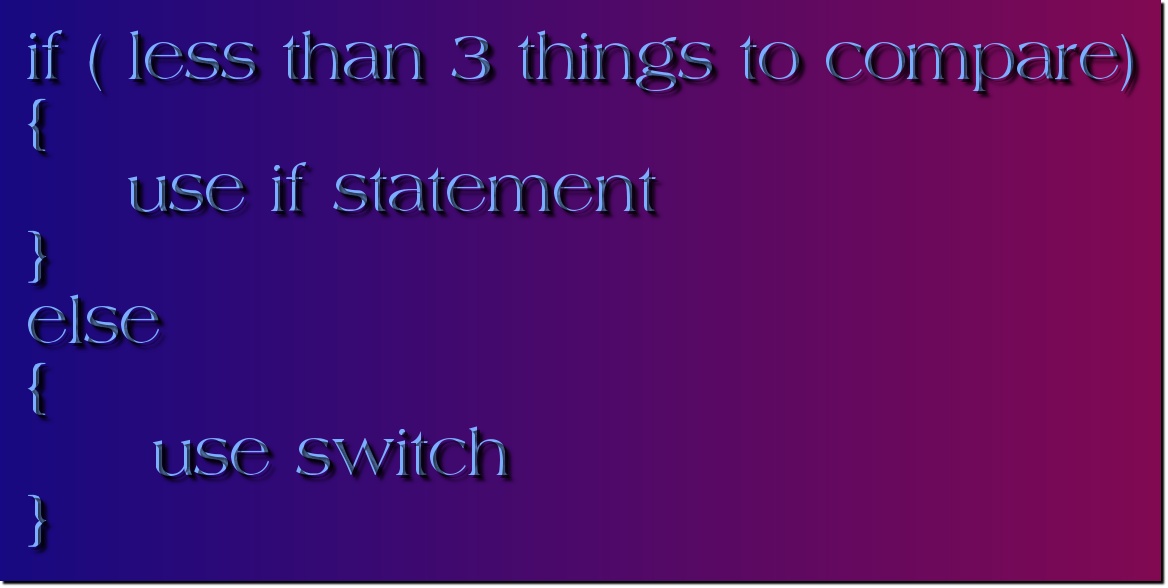 if ( less than 3 things to compare)
{
use if statement
}
else
{
use switch
}